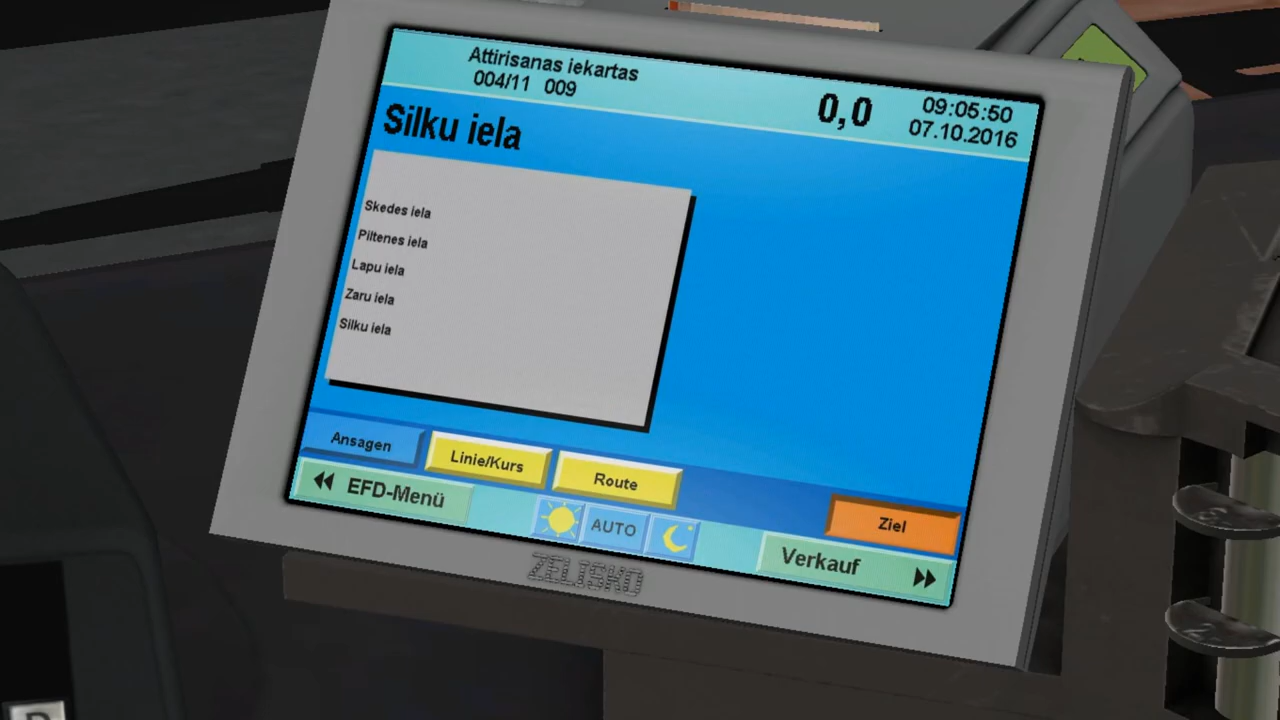 Attirisanas iekartas
004/11 009
0,0
09:05:50
07.10.2016
Silku iela
Skedes iela
Piltenes iela
Lapu iela
Zaru iela
Silku iela
Ansagen
Linie/Kurs
Route
Ziel
EFD-Menü
AUTO
Verkauf
ZELISKO
D